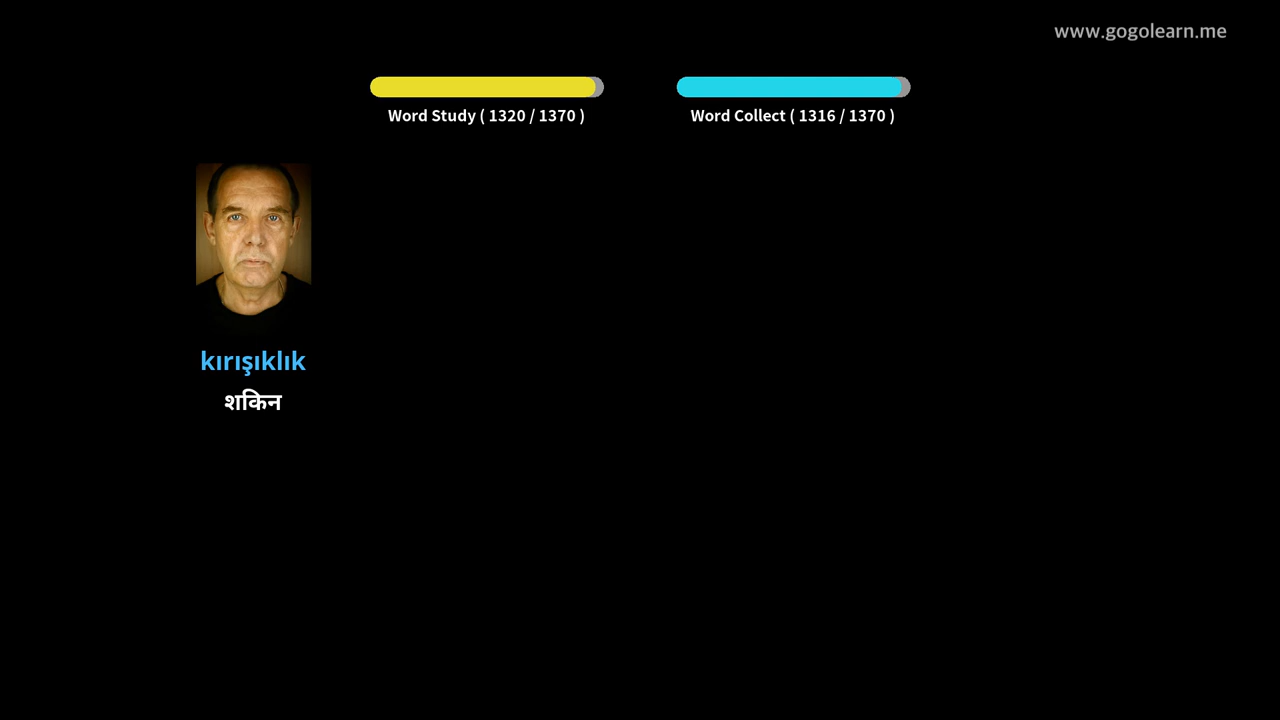 www.gogolearn.me
Word Study ( 1320 / 1370 )
Word Collect ( 1316 / 1370 )
kırışıklık
शकिन